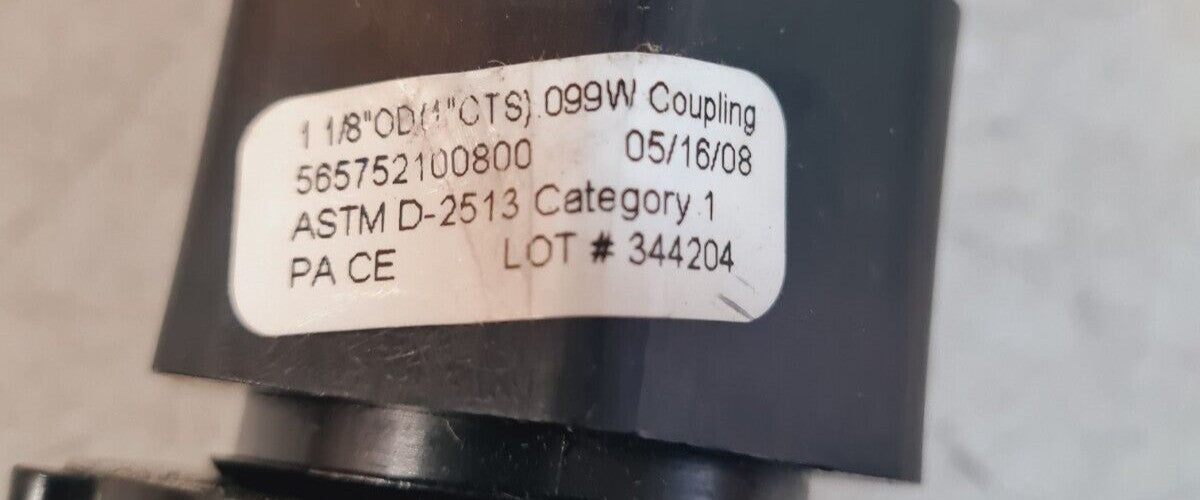 1 1/8"OD(1"CTS).099W Coupling
565752100800 05/16/08
ASTM D-2513 Category 1
PA CE LOT # 344204